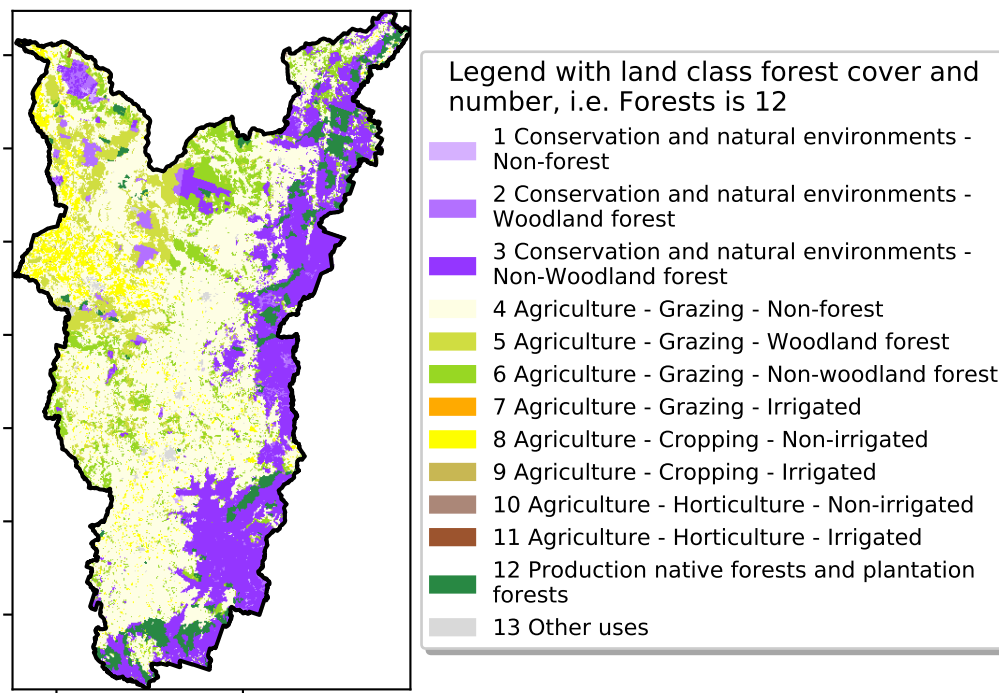 Legend with land class forest cover and
number, i.e. Forests is 12
1 Conservation and natural environments -
Non-forest
2 Conservation and natural environments -
Woodland forest
3 Conservation and natural environments -
Non-Woodland forest
4 Agriculture - Grazing - Non-forest
5 Agriculture - Grazing - Woodland forest
6 Agriculture - Grazing - Non-woodland forest
7 Agriculture - Grazing - Irrigated
8 Agriculture - Cropping - Non-irrigated
9 Agriculture - Cropping - Irrigated
10 Agriculture - Horticulture - Non-irrigated
11 Agriculture - Horticulture - Irrigated
12 Production native forests and plantation
forests
13 Other uses